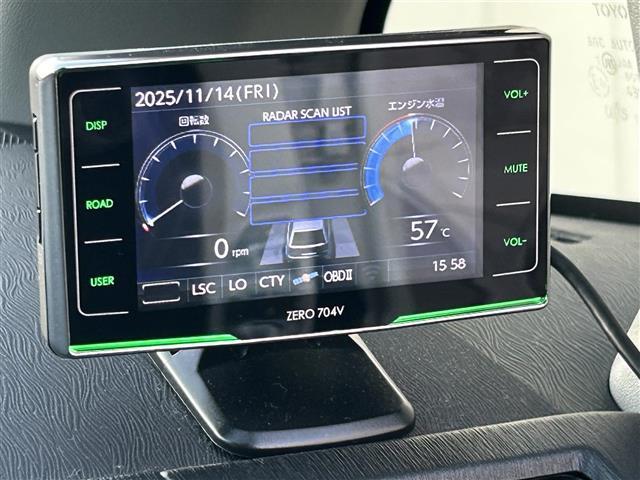 2025/11/14(FRI)
RADAR SCAN LIST
回転数
エンジン水温
DISP
ROAD
USER
VOL+
MUTE
VOL-
0 rpm
57 ℃
LSC LO CTY OBDⅡ
15 58
ZERO 704V
TOYOTA